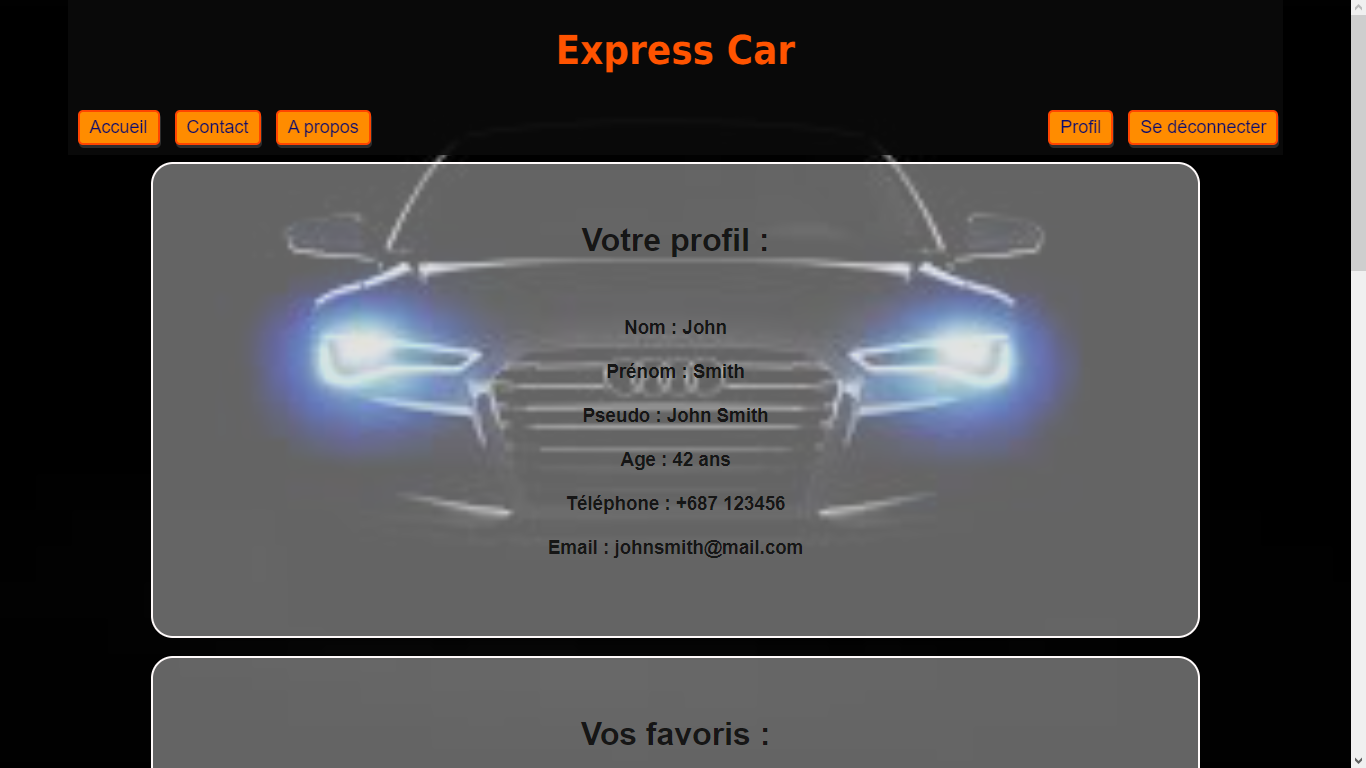 Express Car
Accueil Contact A propos Profil Se déconnecter
Votre profil :
Nom : John
Prénom : Smith
Pseudo : John Smith
Age : 42 ans
Téléphone : +687 123456
Email : johnsmith@mail.com
Vos favoris :